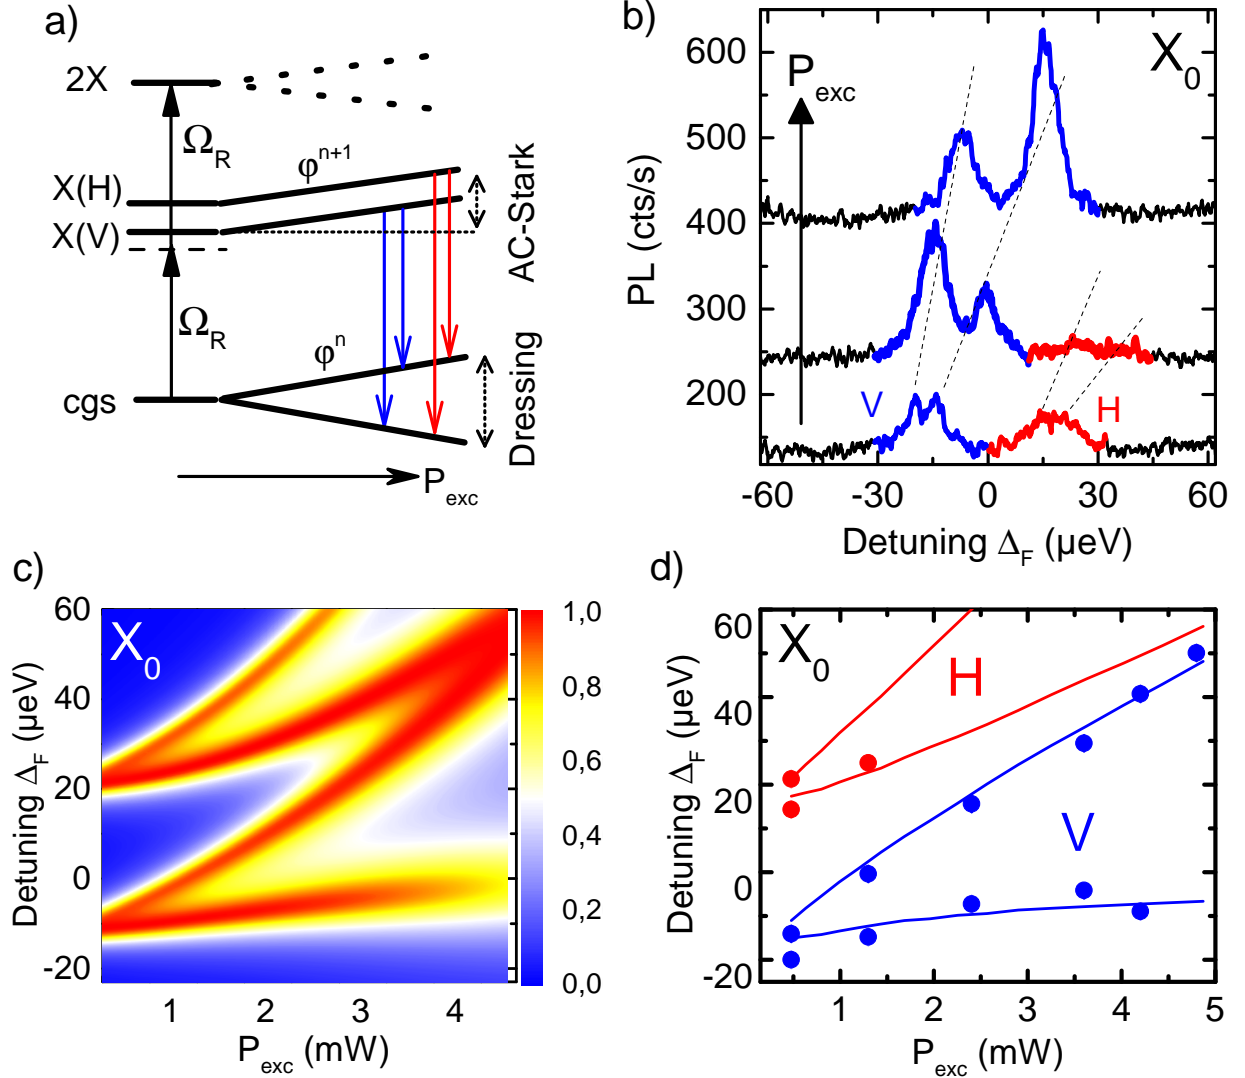 a)
2X
Ω_R
φ^{n+1}
X(H)
X(V)
AC-Stark
Ω_R
φ^n
cgs
Dressing
P_exc
b)
X_0
P_exc
PL (cts/s)
600
500
400
300
200
V
H
-60 -30 0 30 60
Detuning Δ_F (µeV)
c)
X_0
Detuning Δ_F (µeV)
60
40
20
0
-20
1,0
0,8
0,6
0,4
0,2
0,0
1 2 3 4
P_exc (mW)
d)
X_0
H
V
Detuning Δ_F (µeV)
60
40
20
0
-20
1 2 3 4 5
P_exc (mW)